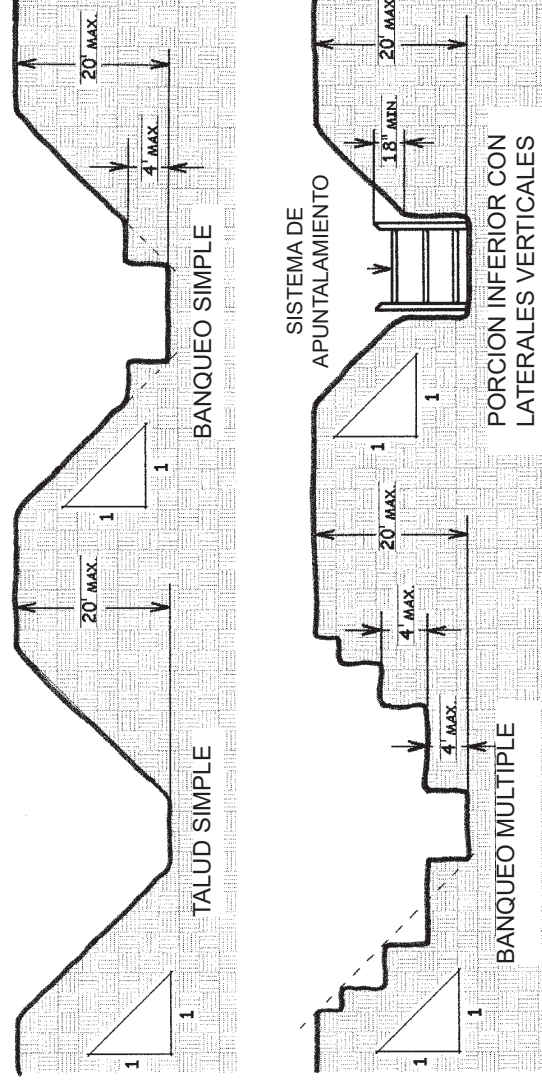 20' MAX.
4' MAX.
BANQUEO SIMPLE
1
1
20' MAX.
TALUD SIMPLE
1
1
20' MAX.
18" MIN.
SISTEMA DE
APUNTALAMIENTO
PORCION INFERIOR CON
LATERALES VERTICALES
1
1
20' MAX.
4' MAX.
4' MAX.
BANQUEO MULTIPLE
1
1